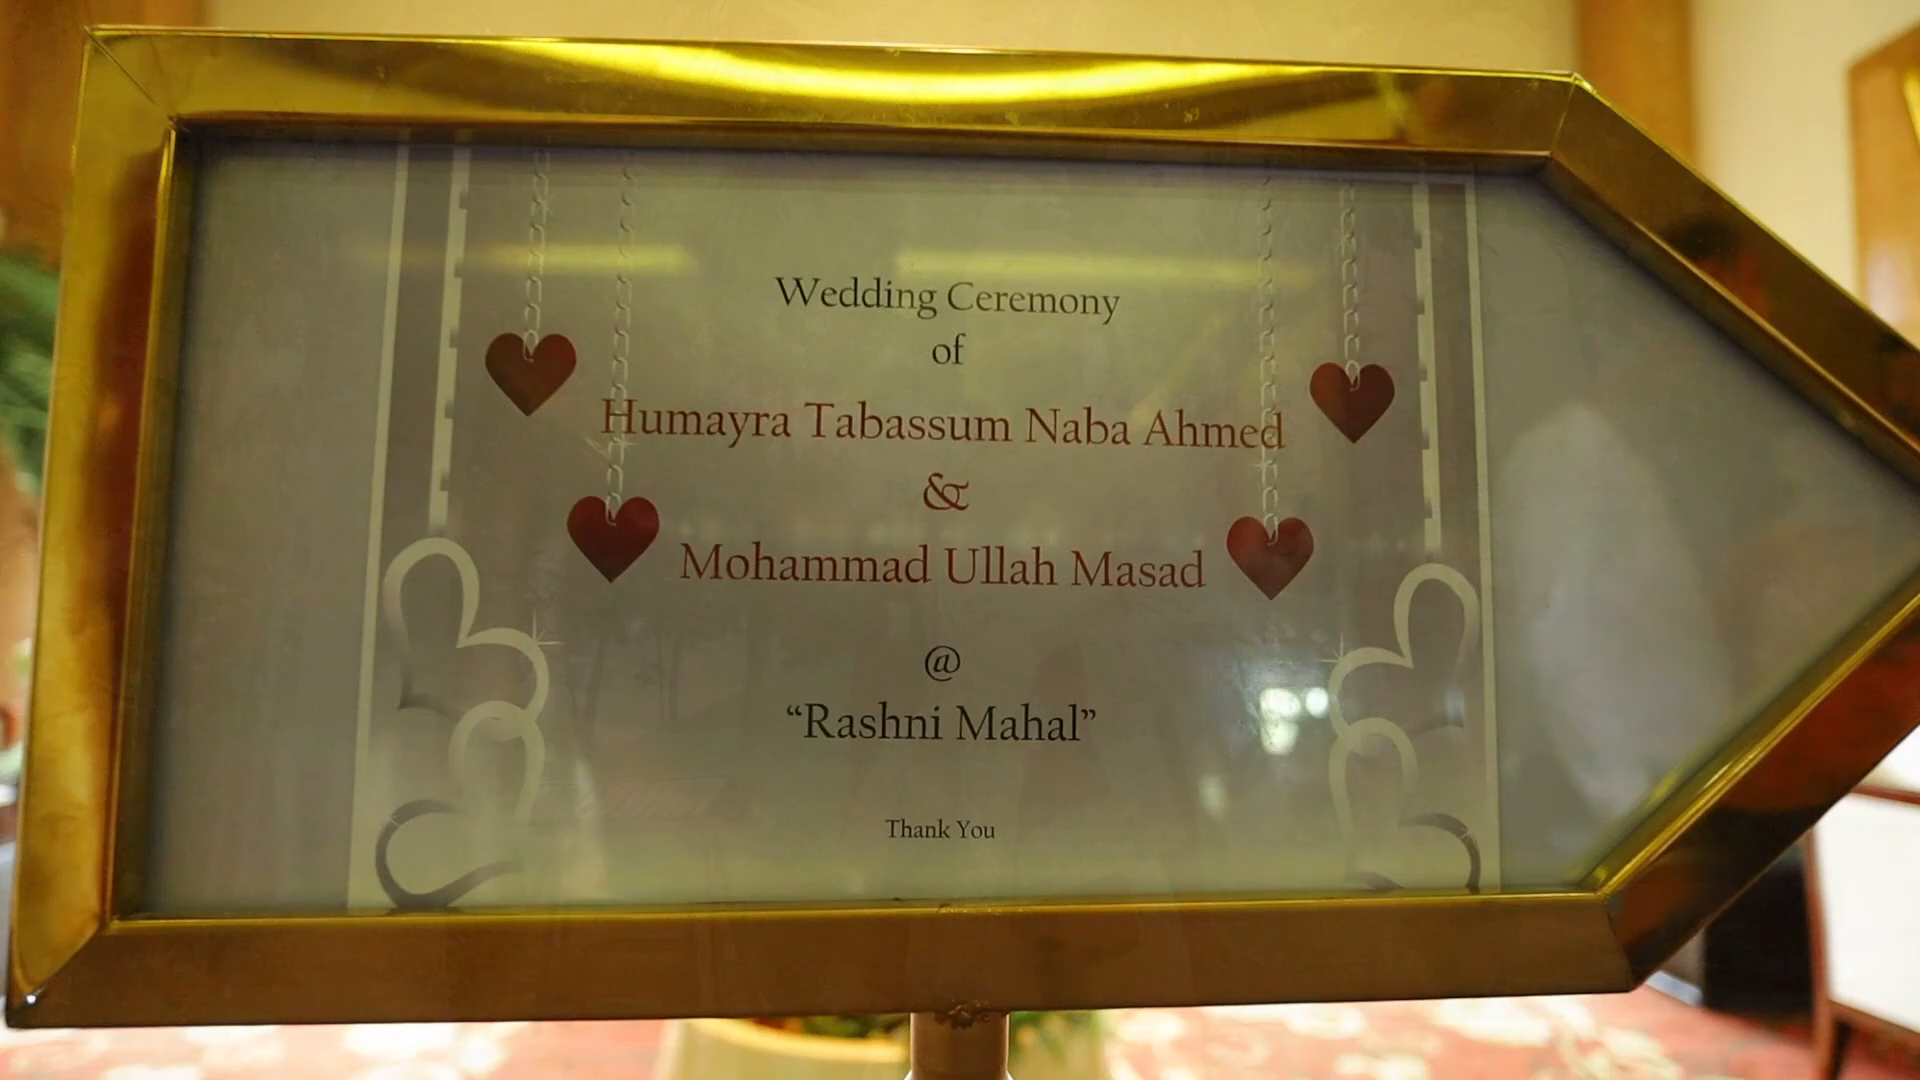 Wedding Ceremony
of
Humayra Tabassum Naba Ahmed
&
Mohammad Ullah Masad
@
“Rashni Mahal”
Thank You